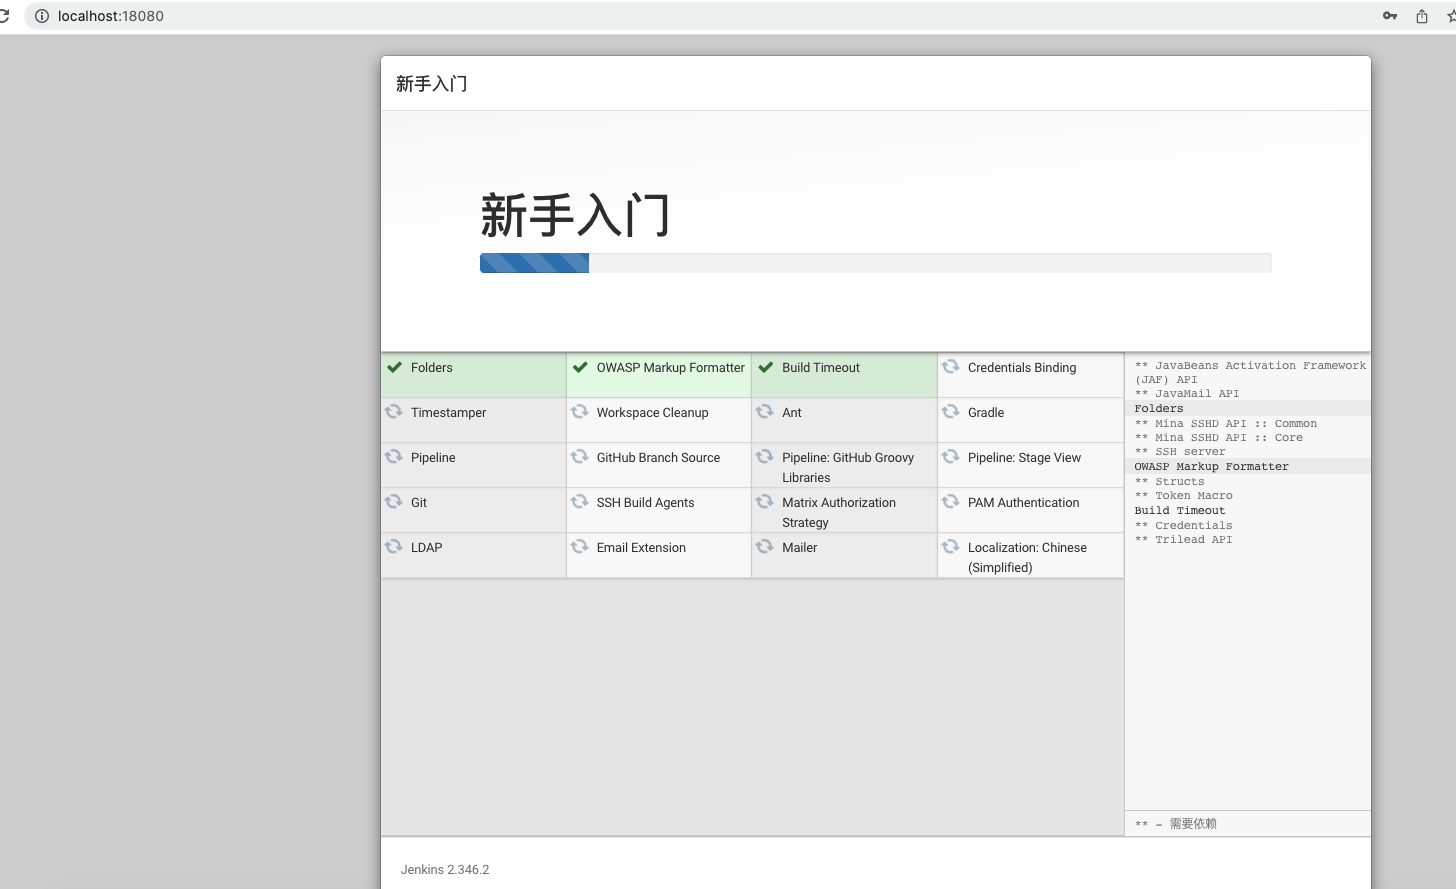 localhost:18080
新手入门
新手入门
Folders
OWASP Markup Formatter
Build Timeout
Credentials Binding
Timestamper
Workspace Cleanup
Ant
Gradle
Pipeline
GitHub Branch Source
Pipeline: GitHub Groovy
Libraries
Pipeline: Stage View
Git
SSH Build Agents
Matrix Authorization
Strategy
PAM Authentication
LDAP
Email Extension
Mailer
Localization: Chinese
(Simplified)
** JavaBeans Activation Framework
(JAF) API
** JavaMail API
Folders
** Mina SSHD API :: Common
** Mina SSHD API :: Core
** SSH server
OWASP Markup Formatter
** Structs
** Token Macro
Build Timeout
** Credentials
** Trilead API
** - 需要依赖
Jenkins 2.346.2